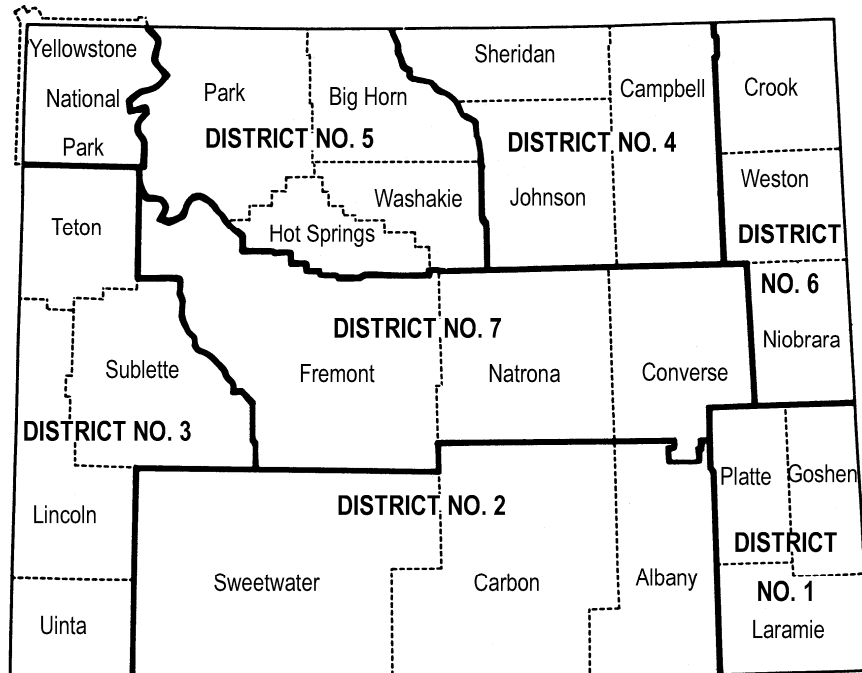 Yellowstone
National
Park
Park
Big Horn
DISTRICT NO. 5
Washakie
Hot Springs
Sheridan
Campbell
DISTRICT NO. 4
Johnson
Crook
Weston
DISTRICT
NO. 6
Niobrara
Teton
Sublette
DISTRICT NO. 3
Lincoln
Uinta
DISTRICT NO. 7
Fremont
Natrona
Converse
DISTRICT NO. 2
Sweetwater
Carbon
Albany
Platte
Goshen
DISTRICT
NO. 1
Laramie